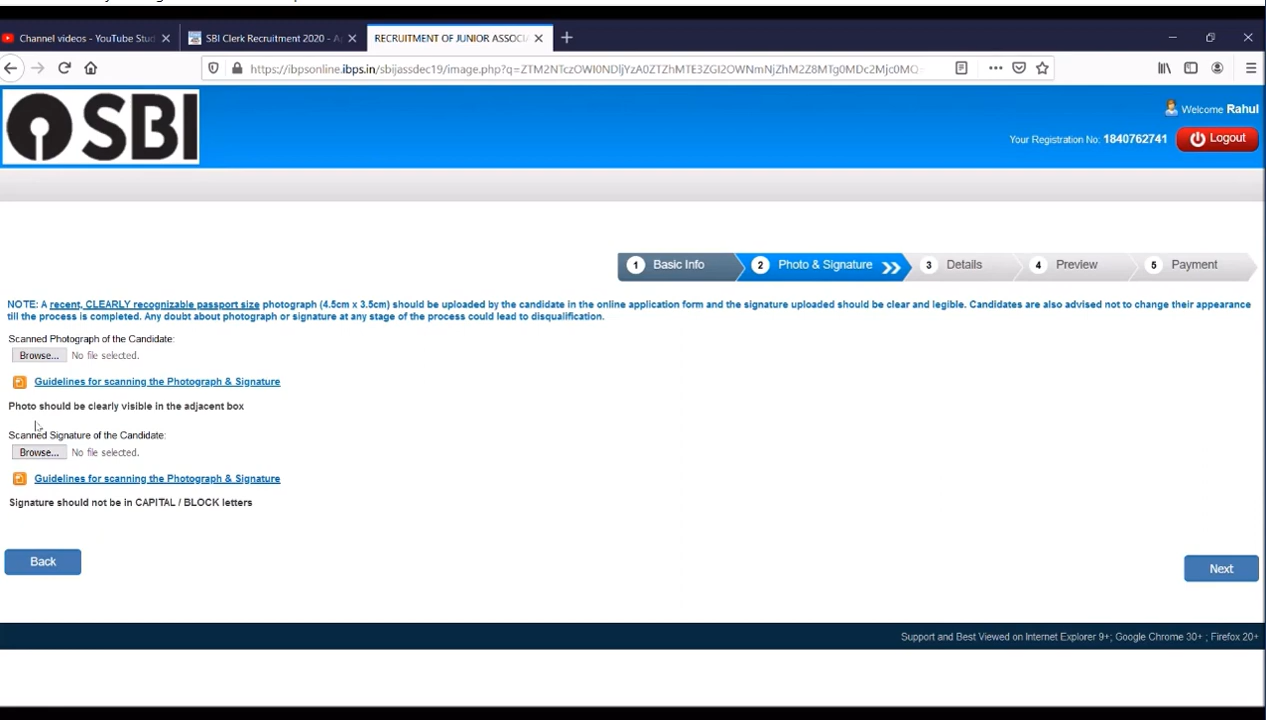 Channel videos - YouTube Stud
SBI Clerk Recruitment 2020 - A
RECRUITMENT OF JUNIOR ASSOCI
https://ibpsonline.ibps.in/sbijassdec19/
SBI
Welcome Rahul
Your Registration No: 1840762741
Logout
1 Basic Info
2 Photo & Signature
3 Details
4 Preview
5 Payment
NOTE: A recent, CLEARLY recognizable passport size photograph (4.5cm x 3.5cm) should be uploaded by the candidate in the online application form and the signature uploaded should be clear and legible. Candidates are also advised not to change their appearance
till the process is completed. Any doubt about photograph or signature at any stage of the process could lead to disqualification.
Scanned Photograph of the Candidate:
Browse... No file selected.
Guidelines for scanning the Photograph & Signature
Photo should be clearly visible in the adjacent box
Scanned Signature of the Candidate:
Browse... No file selected.
Guidelines for scanning the Photograph & Signature
Signature should not be in CAPITAL / BLOCK letters
Back
Next
Support and Best Viewed on Internet Explorer 9+; Google Chrome 30+ ; Firefox 20+